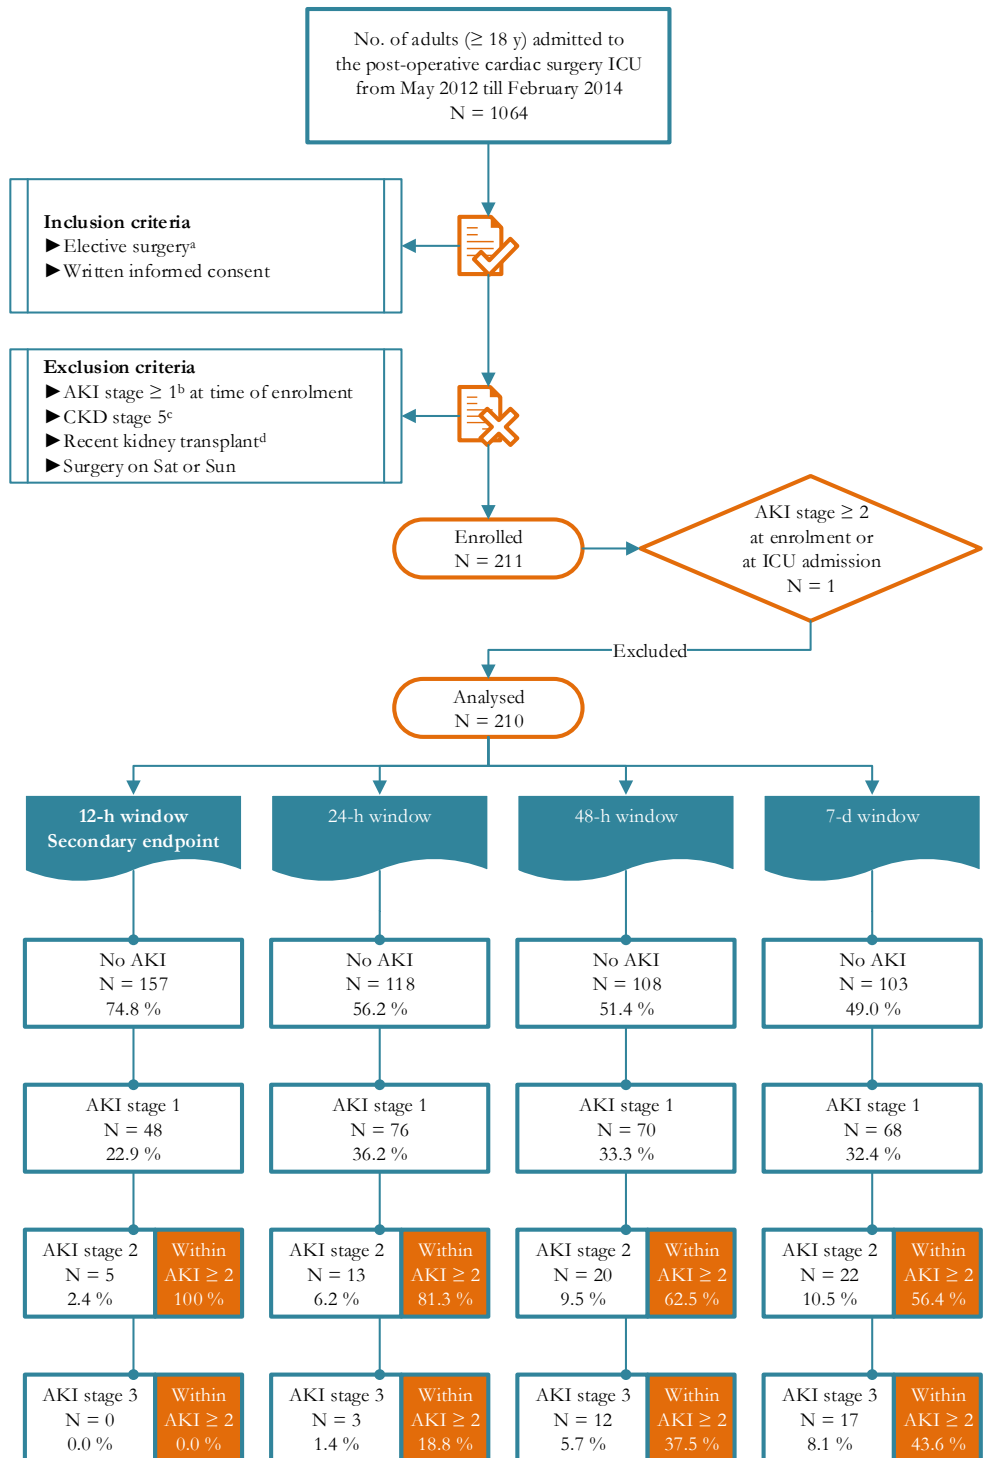 No. of adults (≥ 18 y) admitted to
the post-operative cardiac surgery ICU
from May 2012 till February 2014
N = 1064
Inclusion criteria
►Elective surgeryᵃ
►Written informed consent
Exclusion criteria
►AKI stage ≥ 1ᵇ at time of enrolment
►CKD stage 5ᶜ
►Recent kidney transplantᵈ
►Surgery on Sat or Sun
Enrolled
N = 211
AKI stage ≥ 2
at enrolment or
at ICU admission
N = 1
Excluded
Analysed
N = 210
12-h window
Secondary endpoint
24-h window
48-h window
7-d window
No AKI
N = 157
74.8 %
No AKI
N = 118
56.2 %
No AKI
N = 108
51.4 %
No AKI
N = 103
49.0 %
AKI stage 1
N = 48
22.9 %
AKI stage 1
N = 76
36.2 %
AKI stage 1
N = 70
33.3 %
AKI stage 1
N = 68
32.4 %
AKI stage 2
N = 5
2.4 %
Within
AKI ≥ 2
100 %
AKI stage 2
N = 13
6.2 %
Within
AKI ≥ 2
81.3 %
AKI stage 2
N = 20
9.5 %
Within
AKI ≥ 2
62.5 %
AKI stage 2
N = 22
10.5 %
Within
AKI ≥ 2
56.4 %
AKI stage 3
N = 0
0.0 %
Within
AKI ≥ 2
0.0 %
AKI stage 3
N = 3
1.4 %
Within
AKI ≥ 2
18.8 %
AKI stage 3
N = 12
5.7 %
Within
AKI ≥ 2
37.5 %
AKI stage 3
N = 17
8.1 %
Within
AKI ≥ 2
43.6 %